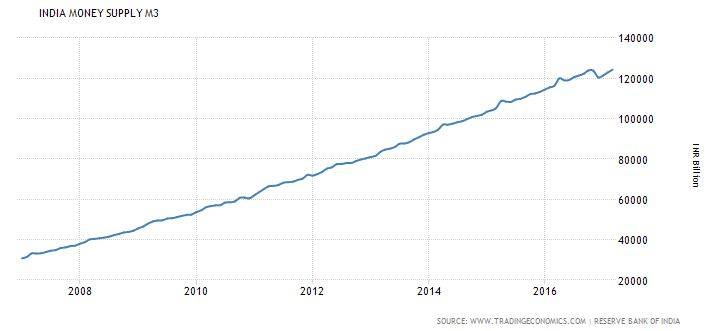 INDIA MONEY SUPPLY M3
140000
120000
100000
80000
60000
40000
20000
INR Billion
2008 2010 2012 2014 2016
SOURCE: WWW.TRADINGECONOMICS.COM | RESERVE BANK OF INDIA